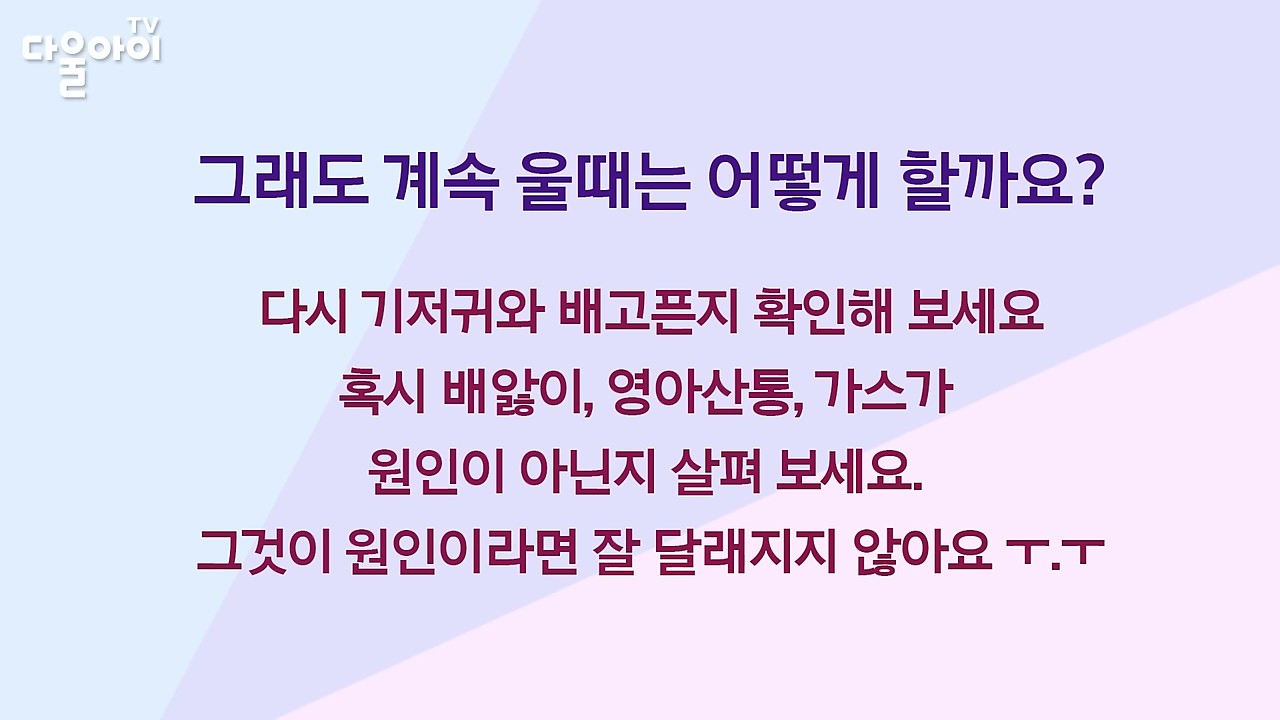 다울아이 TV
그래도 계속 울때는 어떻게 할까요?
다시 기저귀와 배고픈지 확인해 보세요
혹시 배앓이, 영아산통, 가스가
원인이 아닌지 살펴 보세요.
그것이 원인이라면 잘 달래지지 않아요 ㅜ.ㅜ